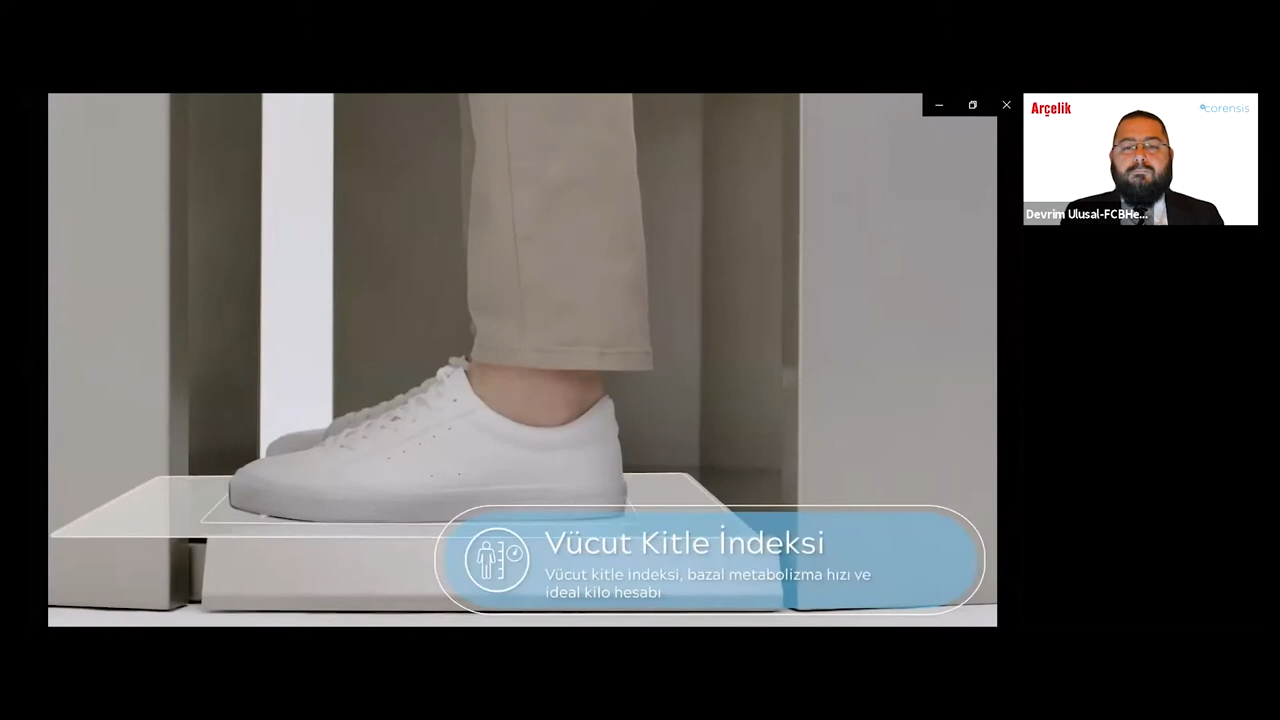 Arçelik
corensis
Devrim Ulusal-FCBHe...
Vücut Kitle İndeksi
Vücut kitle indeksi, bazal metabolizma hızı ve
ideal kilo hesabı